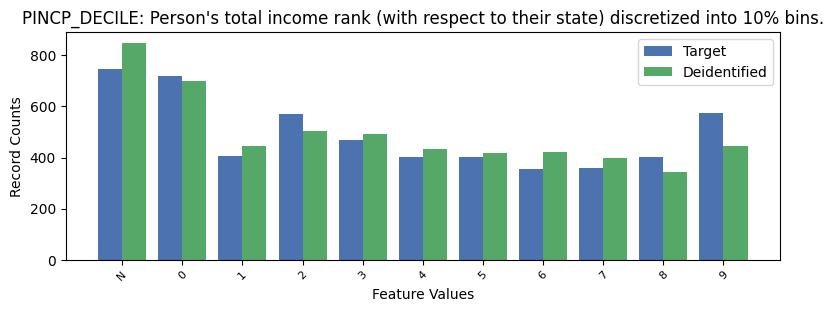 PINCP_DECILE: Person's total income rank (with respect to their state) discretized into 10% bins.
Target
Deidentified
Record Counts
800
600
400
200
0
N 0 1 2 3 4 5 6 7 8 9
Feature Values